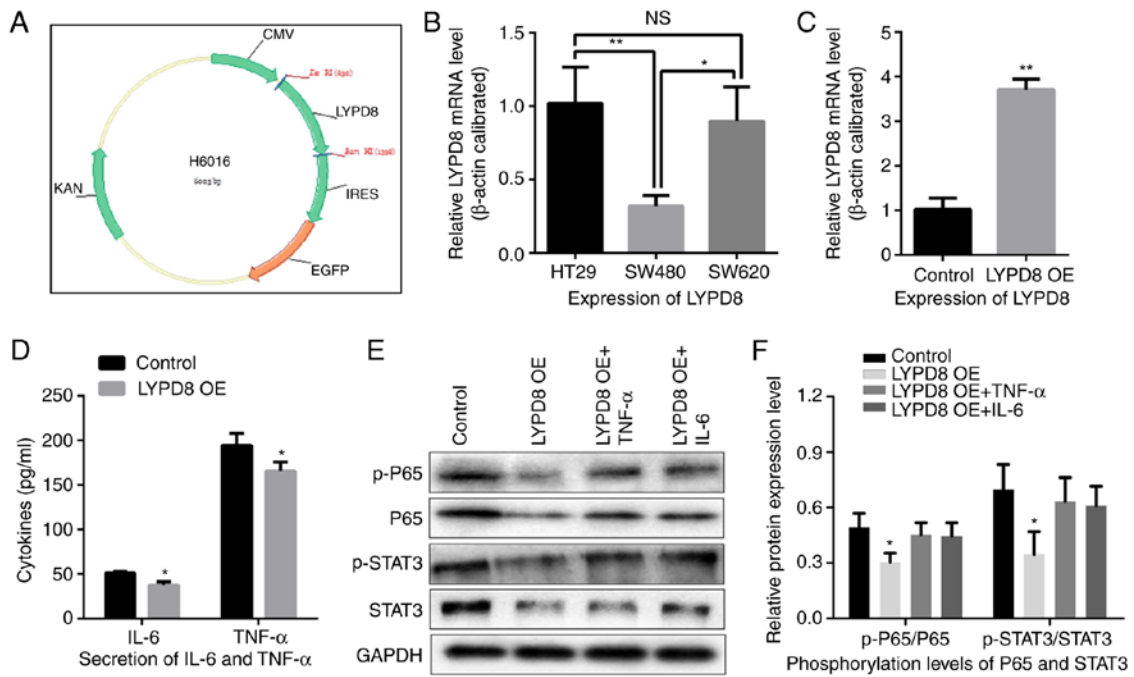 A
CMV
LYPD8
IRES
EGFP
KAN
H6016
B
Relative LYPD8 mRNA level
(β-actin calibrated)
1.5
1.0
0.5
0.0
NS
**
*
HT29 SW480 SW620
Expression of LYPD8
C
Relative LYPD8 mRNA level
(β-actin calibrated)
5
4
3
2
1
0
**
Control LYPD8 OE
Expression of LYPD8
D
Control
LYPD8 OE
Cytokines (pg/ml)
250
200
150
100
50
0
*
*
IL-6 TNF-α
Secretion of IL-6 and TNF-α
E
Control
LYPD8 OE
LYPD8 OE+
TNF-α
LYPD8 OE+
IL-6
p-P65
P65
p-STAT3
STAT3
GAPDH
F
Control
LYPD8 OE
LYPD8 OE+TNF-α
LYPD8 OE+IL-6
Relative protein expression level
1.2
0.9
0.6
0.3
0.0
*
*
p-P65/P65 p-STAT3/STAT3
Phosphorylation levels of P65 and STAT3